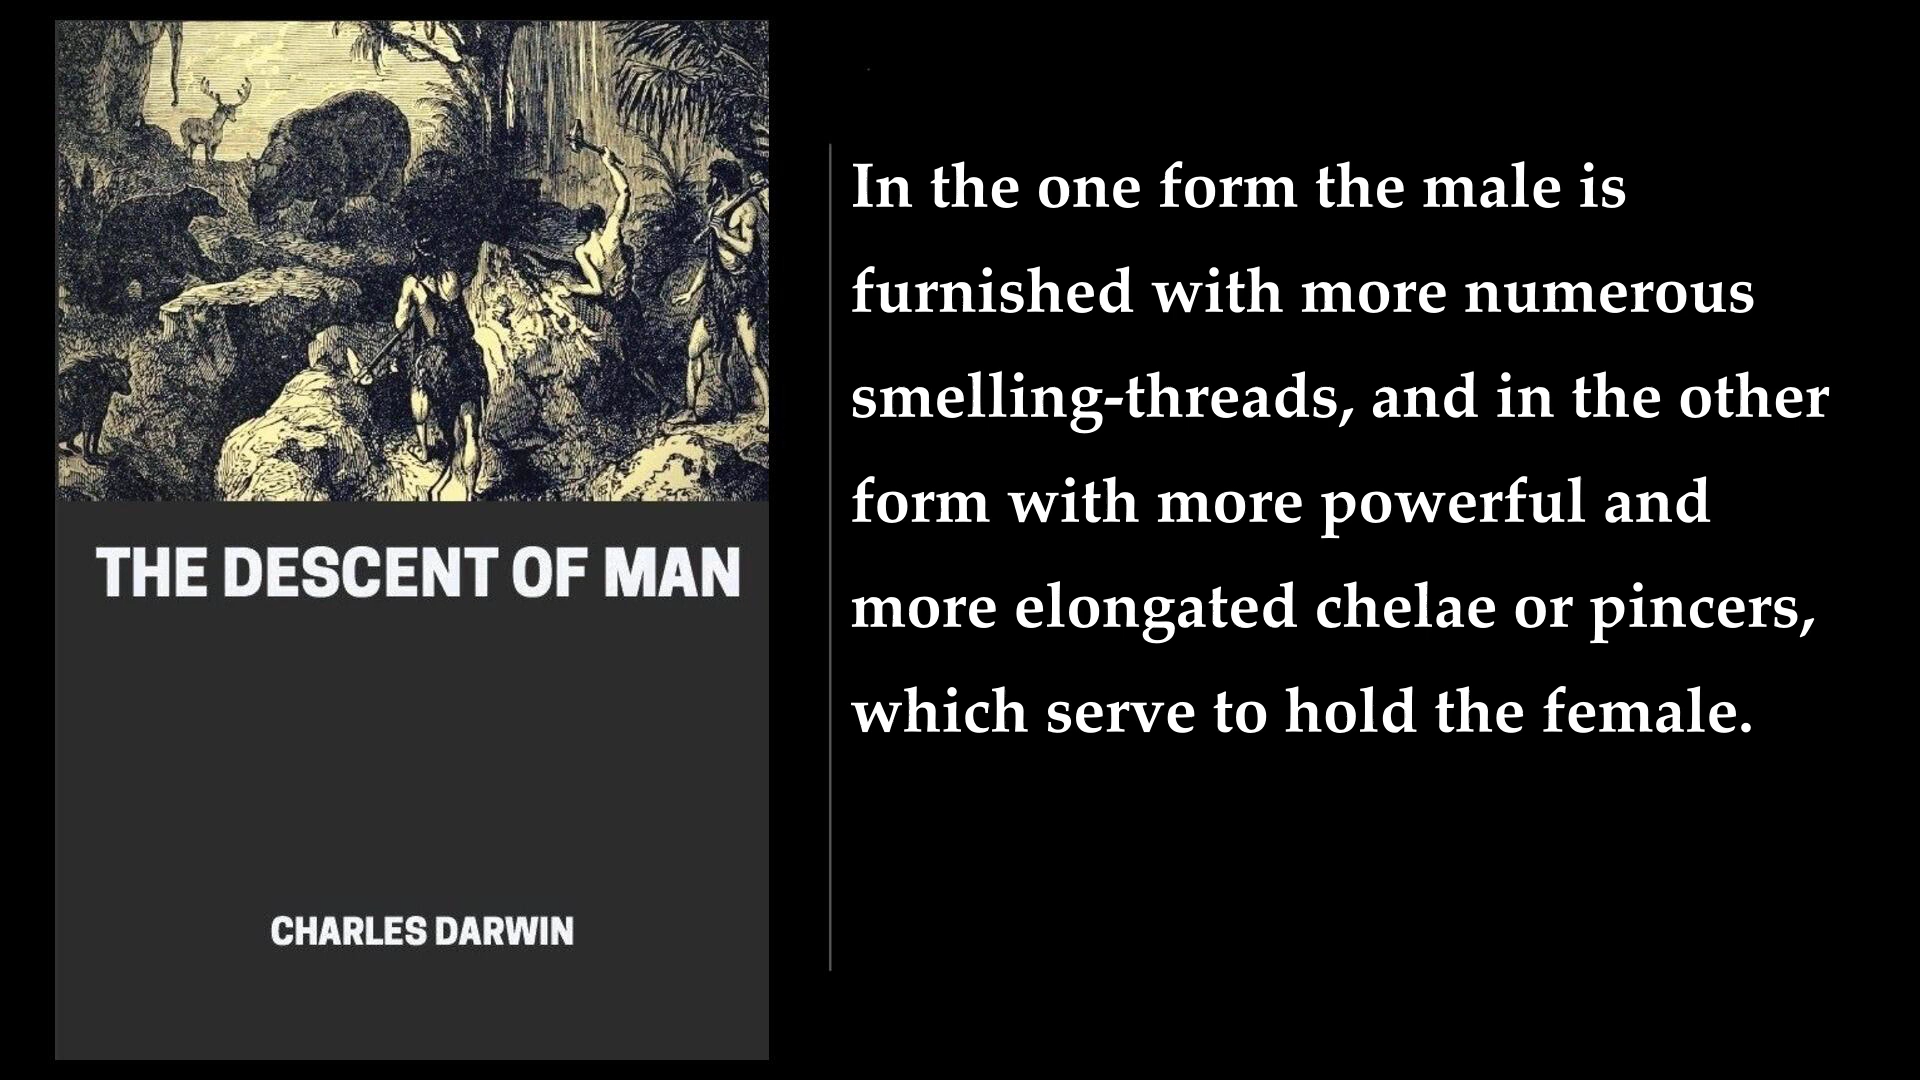 THE DESCENT OF MAN
CHARLES DARWIN
In the one form the male is
furnished with more numerous
smelling-threads, and in the other
form with more powerful and
more elongated chelae or pincers,
which serve to hold the female.